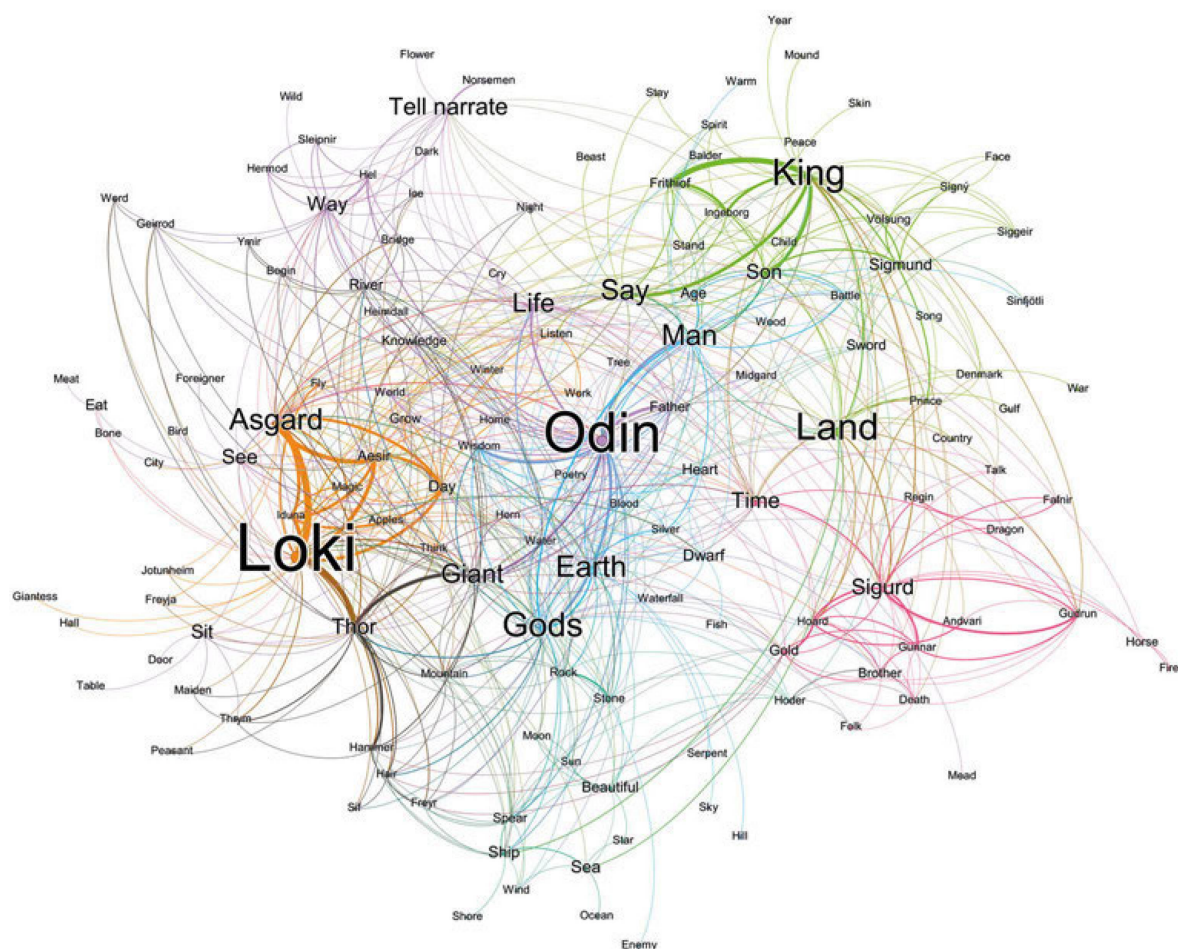 Year
Flower
Mound
Norsemen
Warm
Wild
Stay
Tell narrate
Skin
Spirit
Sleipnir
Peace
Dark
Beast
Balder
Face
Hermod
Hel
King
Frithiof
Signý
Word
Ice
Way
Night
Ingeborg
Geirrod
Völsung
Siggeir
Ymir
Bridge
Stand
Child
Begin
Cry
Son
Sigmund
River
Say
Age
Battle
Sinfjötli
Life
Heimdall
Song
Wood
Knowledge
Listen
Man
Sword
Tree
Winter
Midgard
Denmark
Meat
Foreigner
Fly
World
Work
War
Eat
Prince
Asgard
Grow
Home
Father
Gulf
Bone
Bird
Odin
Land
Country
City
See
Aesir
Wisdom
Talk
Poetry
Heart
Magic
Day
Time
Regin
Fafnir
Iduna
Apples
Horn
Blood
Silver
Dragon
Loki
Think
Water
Dwarf
Jotunheim
Giant
Earth
Sigurd
Giantess
Freyja
Waterfall
Hall
Gods
Fish
Hoard
Andvari
Gudrun
Sit
Thor
Gunnar
Horse
Door
Mountain
Rock
Gold
Fire
Table
Maiden
Stone
Brother
Thrym
Hoder
Death
Folk
Moon
Peasant
Hammer
Sun
Serpent
Harr
Beautiful
Mead
Sif
Freyr
Sky
Spear
Hill
Star
Ship
Sea
Wind
Shore
Ocean
Enemy